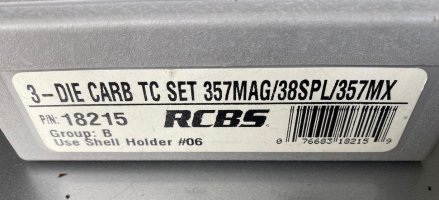 3-DIE CARB TC SET 357MAG/38SPL/357MX
P/N: 18215 RCBS
Group: B
Use Shell Holder #06
0 76683 18215 9